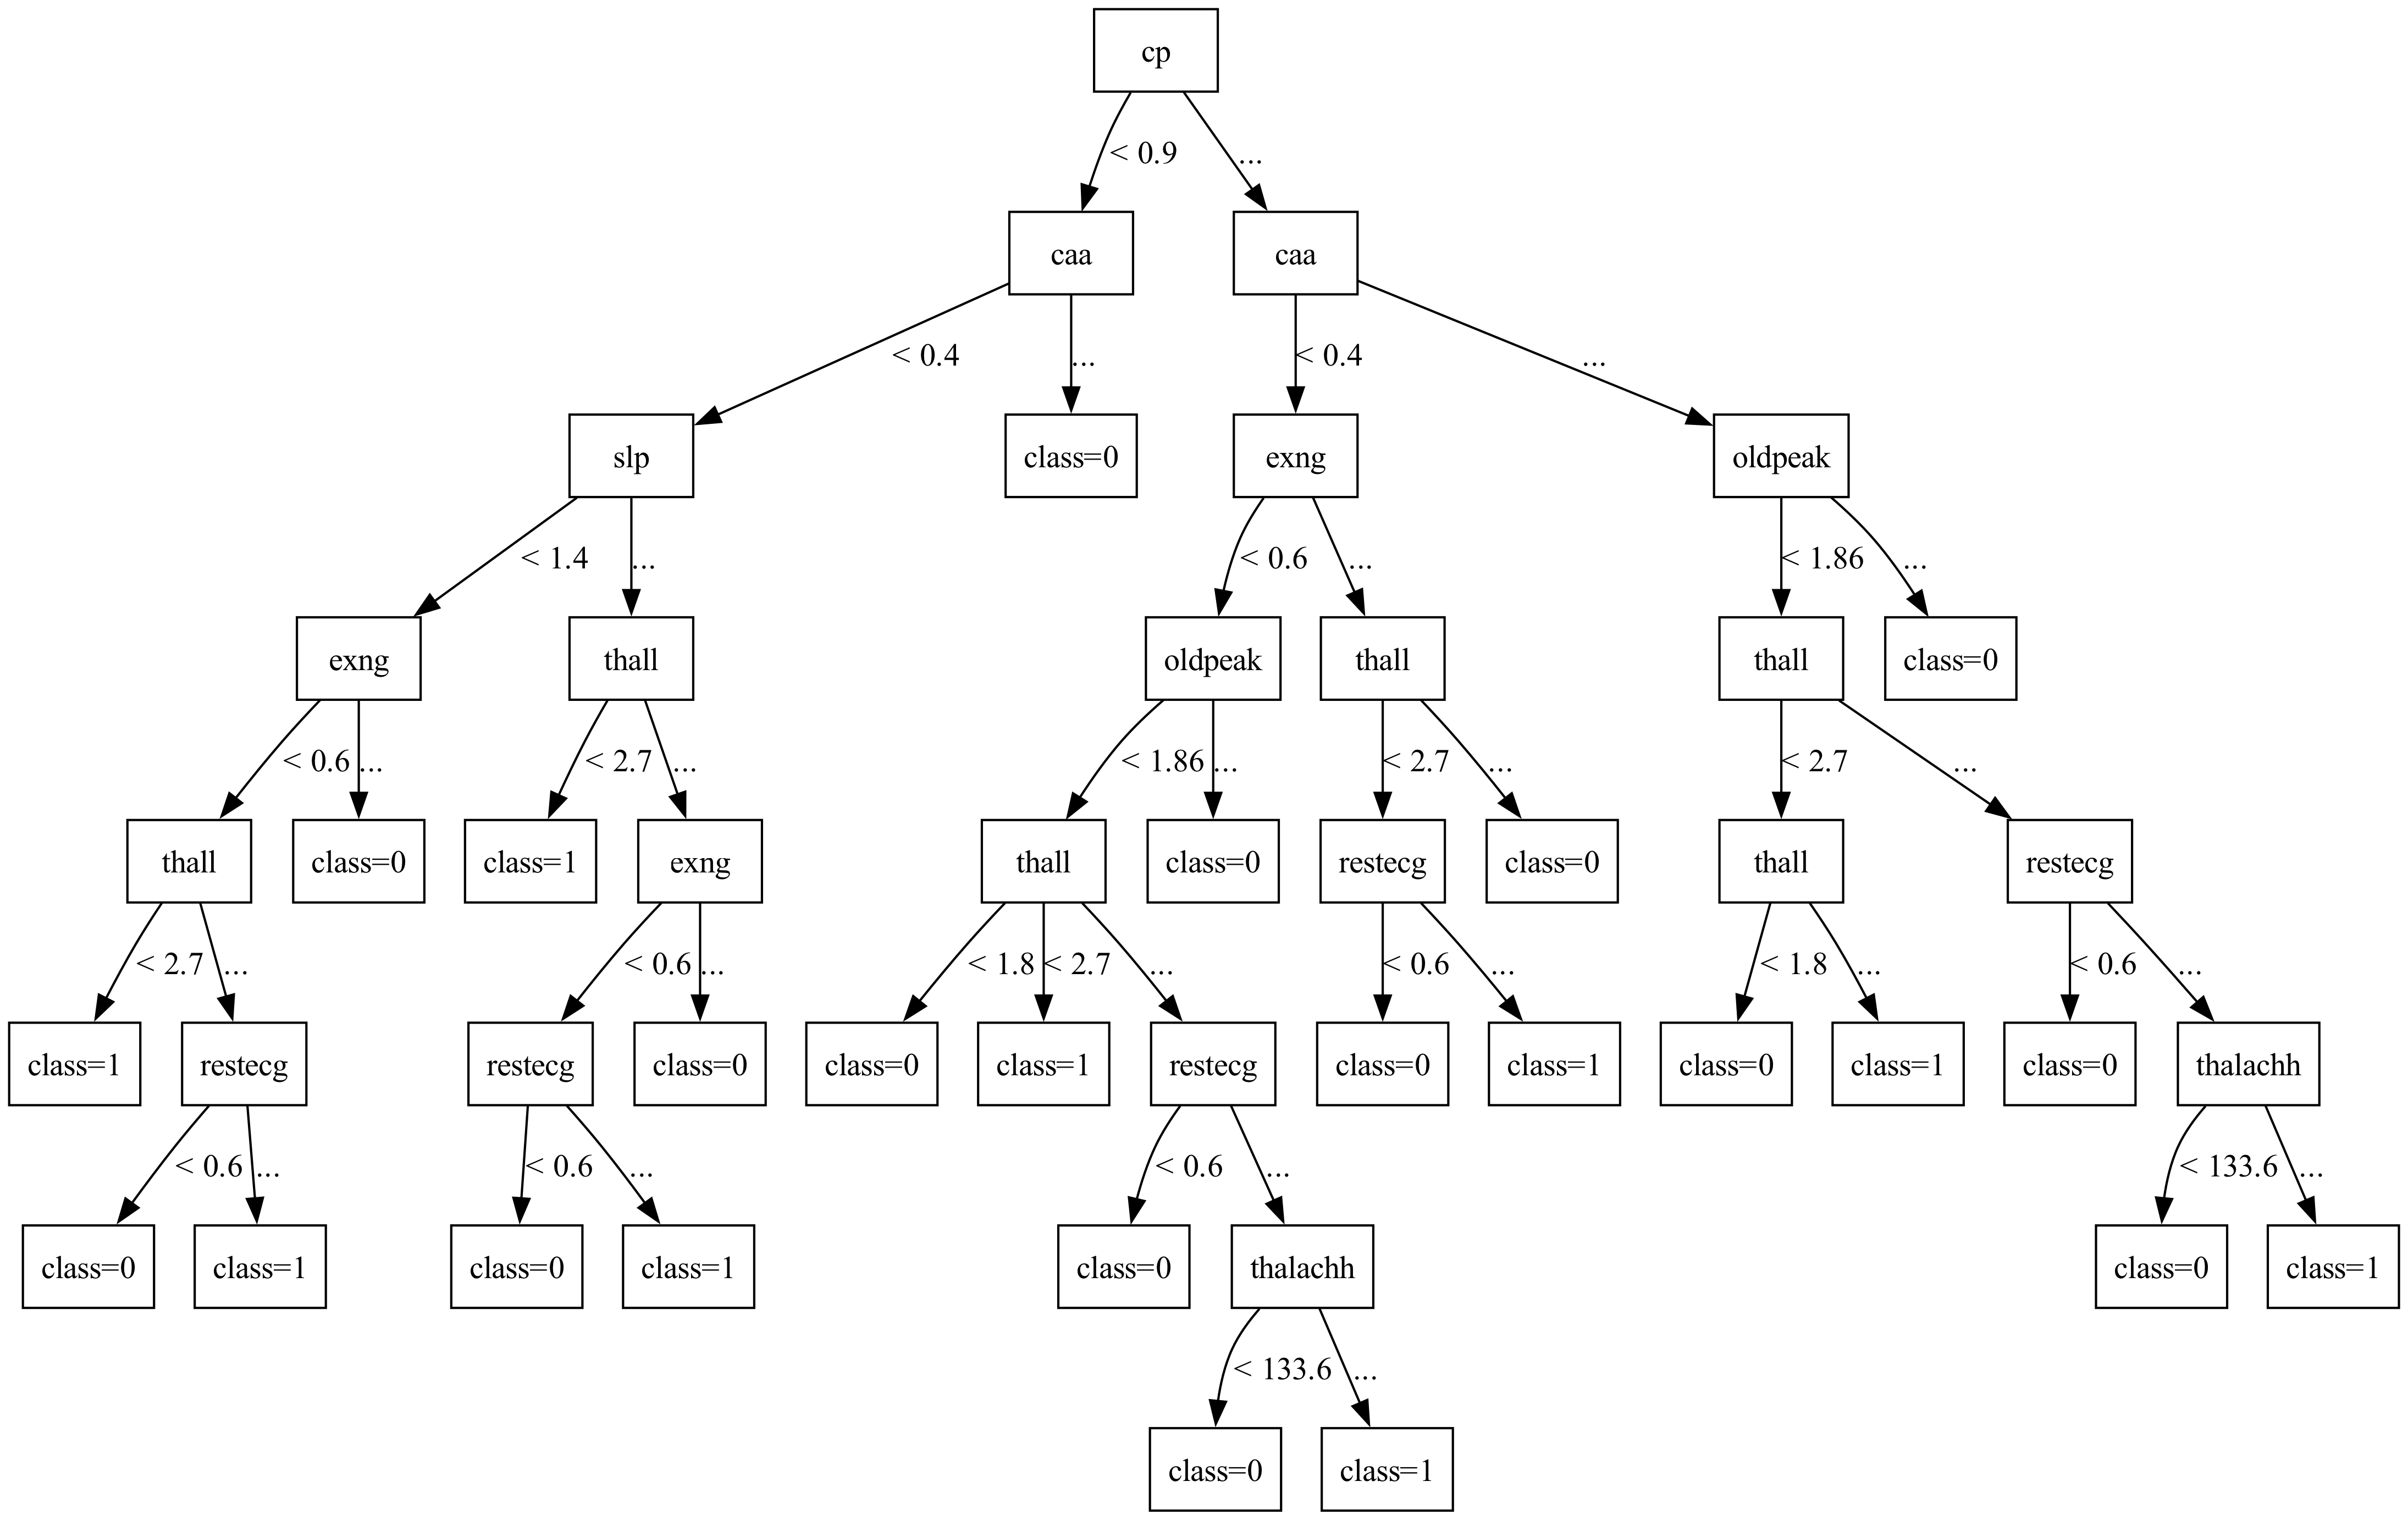 cp
< 0.9 ...
caa caa
< 0.4 ... < 0.4 ...
slp class=0 exng oldpeak
< 1.4 ... < 0.6 ... < 1.86 ...
exng thall oldpeak thall thall class=0
< 0.6 ... < 2.7 ... < 1.86 ... < 2.7 ... < 2.7 ...
thall class=0 class=1 exng thall class=0 restecg class=0 thall restecg
< 2.7 ... < 0.6 ... < 1.8 < 2.7 ... < 0.6 ... < 1.8 ... < 0.6 ...
class=1 restecg restecg class=0 class=0 class=1 restecg class=0 class=1 class=0 class=1 class=0 thalachh
< 0.6 ... < 0.6 ... < 0.6 ... < 133.6 ...
class=0 class=1 class=0 class=1 class=0 thalachh class=0 class=1
< 133.6 ...
class=0 class=1